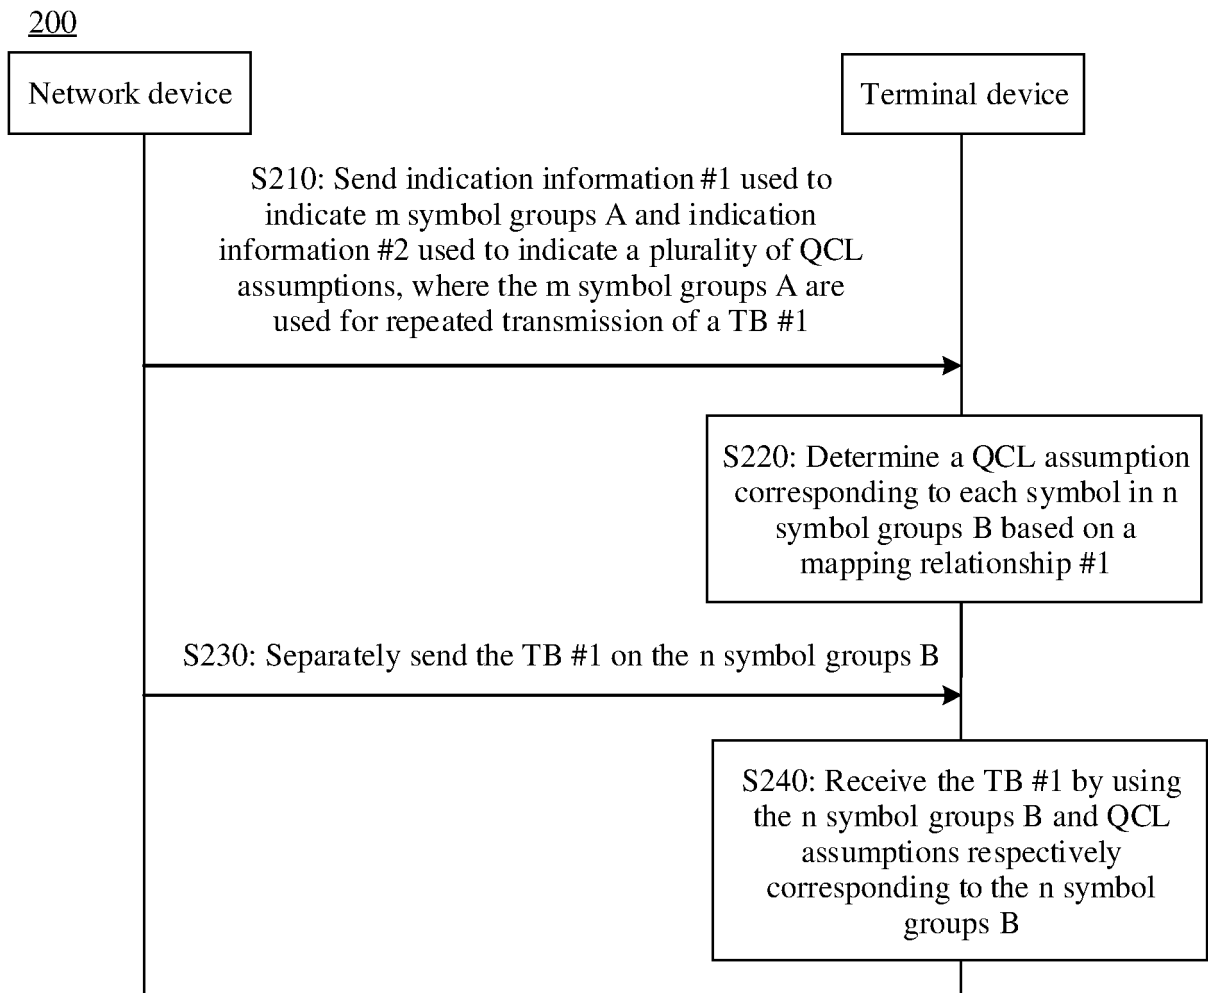 200
Network device
Terminal device
S210: Send indication information #1 used to
indicate m symbol groups A and indication
information #2 used to indicate a plurality of QCL
assumptions, where the m symbol groups A are
used for repeated transmission of a TB #1
S220: Determine a QCL assumption
corresponding to each symbol in n
symbol groups B based on a
mapping relationship #1
S230: Separately send the TB #1 on the n symbol groups B
S240: Receive the TB #1 by using
the n symbol groups B and QCL
assumptions respectively
corresponding to the n symbol
groups B